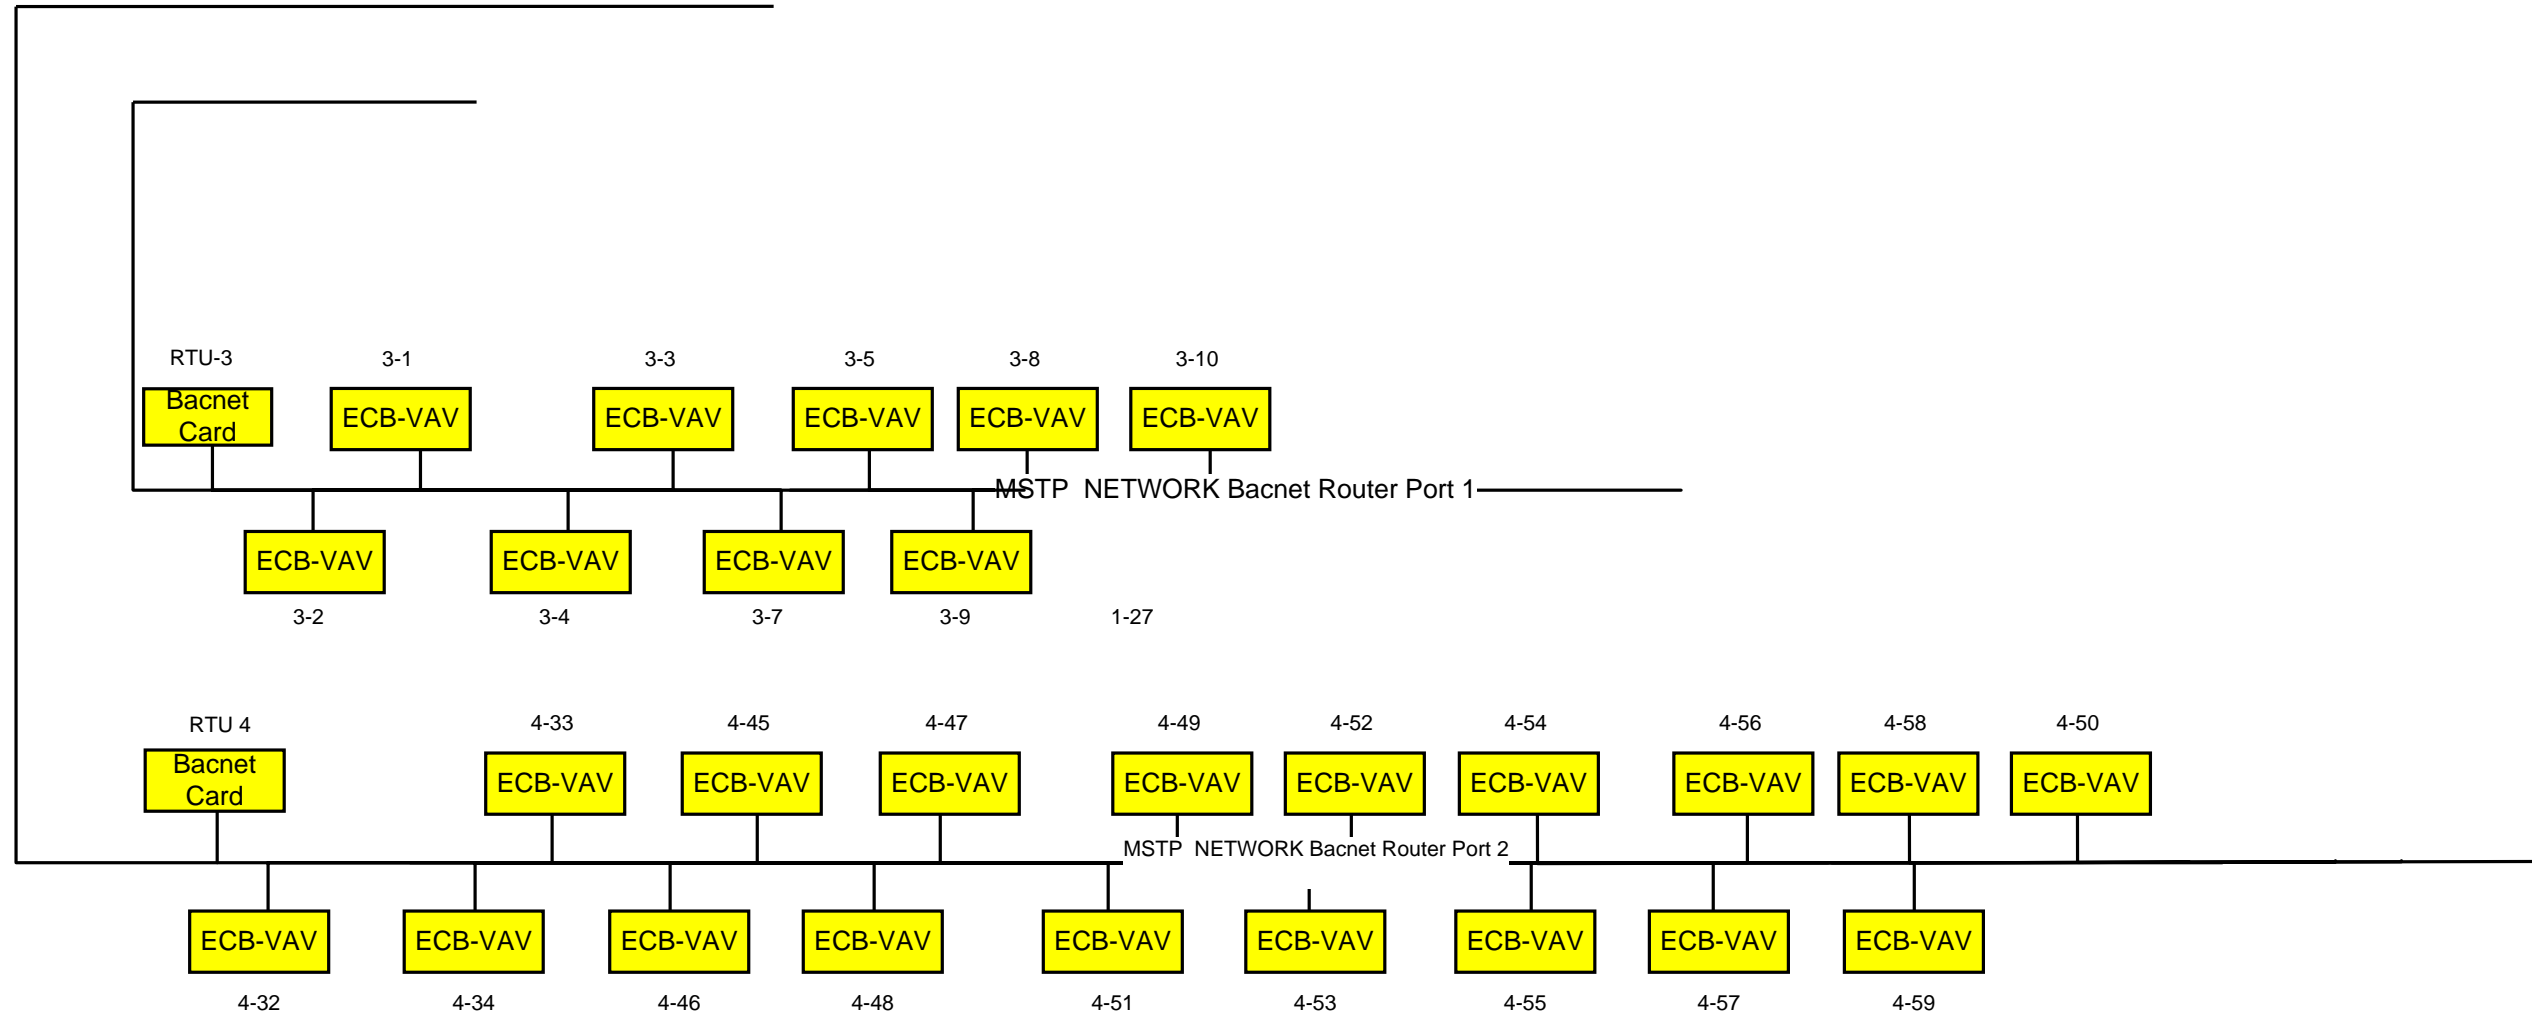 RTU-3 3-1 3-3 3-5 3-8 3-10
Bacnet
Card
ECB-VAV ECB-VAV ECB-VAV ECB-VAV ECB-VAV
MSTP  NETWORK Bacnet Router Port 1
ECB-VAV ECB-VAV ECB-VAV ECB-VAV
3-2 3-4 3-7 3-9 1-27
RTU 4 4-33 4-45 4-47 4-49 4-52 4-54 4-56 4-58 4-50
Bacnet
Card
ECB-VAV ECB-VAV ECB-VAV ECB-VAV ECB-VAV ECB-VAV ECB-VAV ECB-VAV ECB-VAV
MSTP  NETWORK Bacnet Router Port 2
ECB-VAV ECB-VAV ECB-VAV ECB-VAV ECB-VAV ECB-VAV ECB-VAV ECB-VAV ECB-VAV
4-32 4-34 4-46 4-48 4-51 4-53 4-55 4-57 4-59